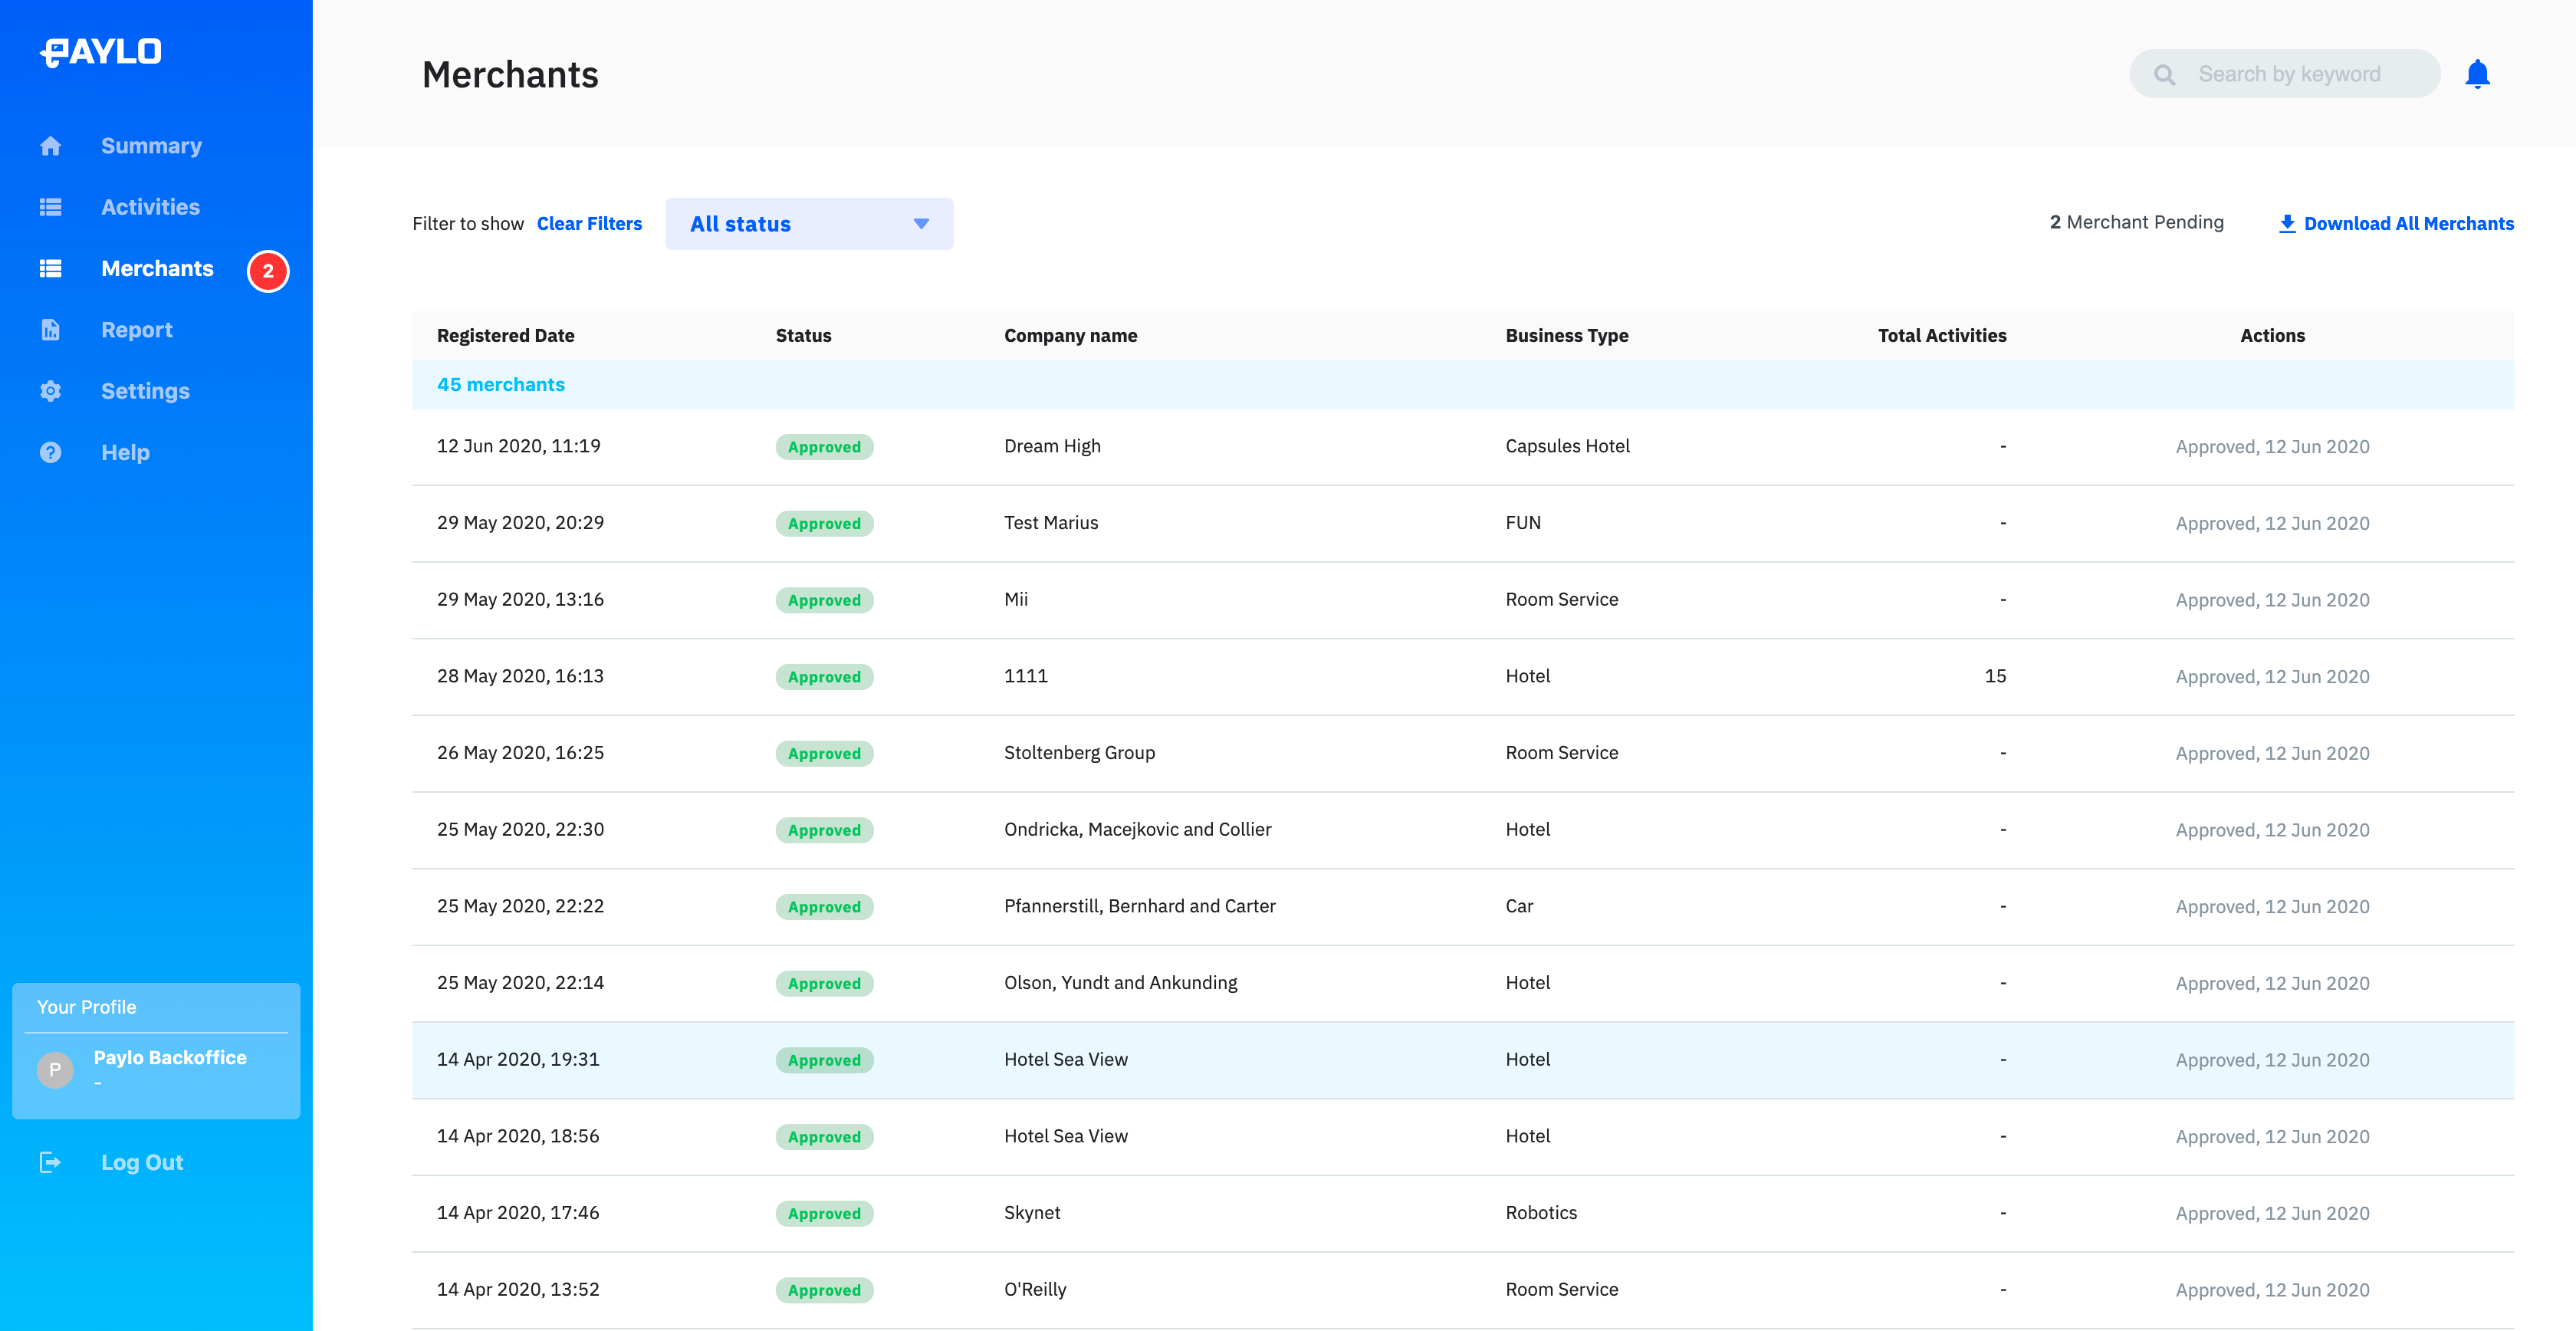 PAYLO
Summary
Activities
Merchants 2
Report
Settings
? Help
Your Profile
P Paylo Backoffice
-
Log Out
Merchants
Search by keyword
Filter to show Clear Filters All status
2 Merchant Pending Download All Merchants
Registered Date Status Company name Business Type Total Activities Actions
45 merchants
12 Jun 2020, 11:19 Approved Dream High Capsules Hotel - Approved, 12 Jun 2020
29 May 2020, 20:29 Approved Test Marius FUN - Approved, 12 Jun 2020
29 May 2020, 13:16 Approved Mii Room Service - Approved, 12 Jun 2020
28 May 2020, 16:13 Approved 1111 Hotel 15 Approved, 12 Jun 2020
26 May 2020, 16:25 Approved Stoltenberg Group Room Service - Approved, 12 Jun 2020
25 May 2020, 22:30 Approved Ondricka, Macejkovic and Collier Hotel - Approved, 12 Jun 2020
25 May 2020, 22:22 Approved Pfannerstill, Bernhard and Carter Car - Approved, 12 Jun 2020
25 May 2020, 22:14 Approved Olson, Yundt and Ankunding Hotel - Approved, 12 Jun 2020
14 Apr 2020, 19:31 Approved Hotel Sea View Hotel - Approved, 12 Jun 2020
14 Apr 2020, 18:56 Approved Hotel Sea View Hotel - Approved, 12 Jun 2020
14 Apr 2020, 17:46 Approved Skynet Robotics - Approved, 12 Jun 2020
14 Apr 2020, 13:52 Approved O'Reilly Room Service - Approved, 12 Jun 2020